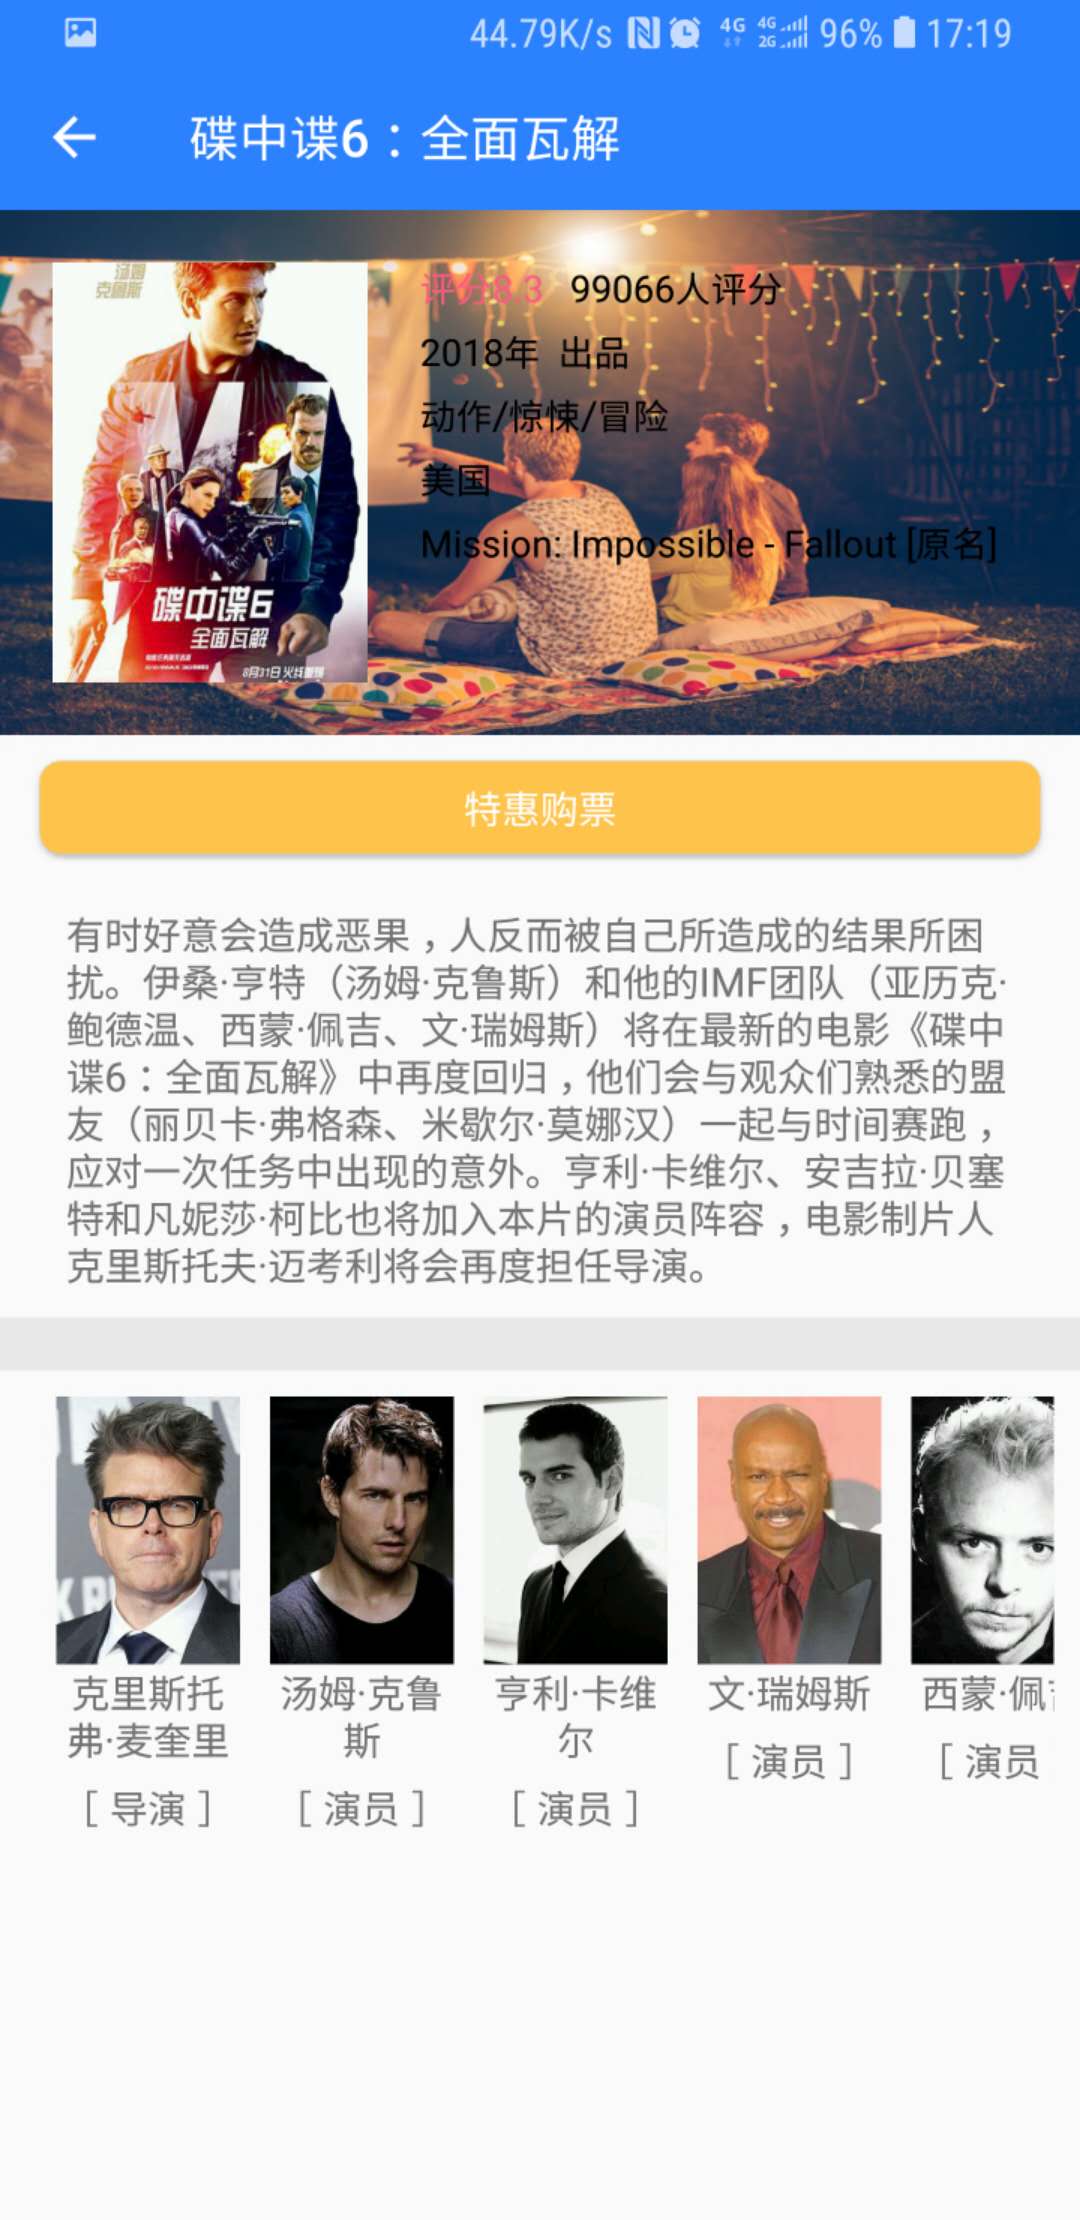 44.79K/s 4G 4G 2G 96% 17:19
碟中谍6：全面瓦解
汤姆
克鲁斯
碟中谍6
全面瓦解
8月31日
评分8.3 99066人评分
2018年 出品
动作/惊悚/冒险
美国
Mission: Impossible - Fallout [原名]
特惠购票
有时好意会造成恶果，人反而被自己所造成的结果所困
扰。伊桑·亨特（汤姆·克鲁斯）和他的IMF团队（亚历克·
鲍德温、西蒙·佩吉、文·瑞姆斯）将在最新的电影《碟中
谍6：全面瓦解》中再度回归，他们会与观众们熟悉的盟
友（丽贝卡·弗格森、米歇尔·莫娜汉）一起与时间赛跑，
应对一次任务中出现的意外。亨利·卡维尔、安吉拉·贝塞
特和凡妮莎·柯比也将加入本片的演员阵容，电影制片人
克里斯托夫·迈考利将会再度担任导演。
克里斯托
弗·麦奎里
[ 导演 ]
汤姆·克鲁
斯
[ 演员 ]
亨利·卡维
尔
[ 演员 ]
文·瑞姆斯
[ 演员 ]
西蒙·佩
[ 演员